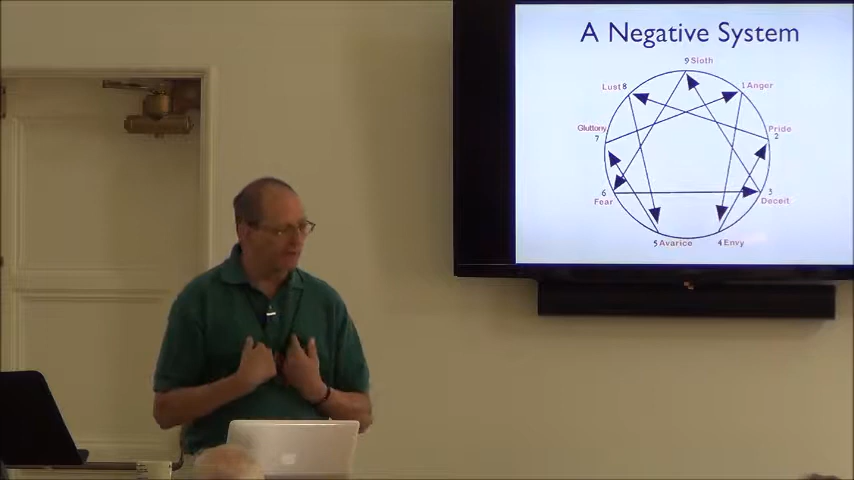 A Negative System
9 Sloth
Lust 8
1 Anger
Gluttony
7
Pride
2
6
Fear
3
Deceit
5 Avarice
4 Envy